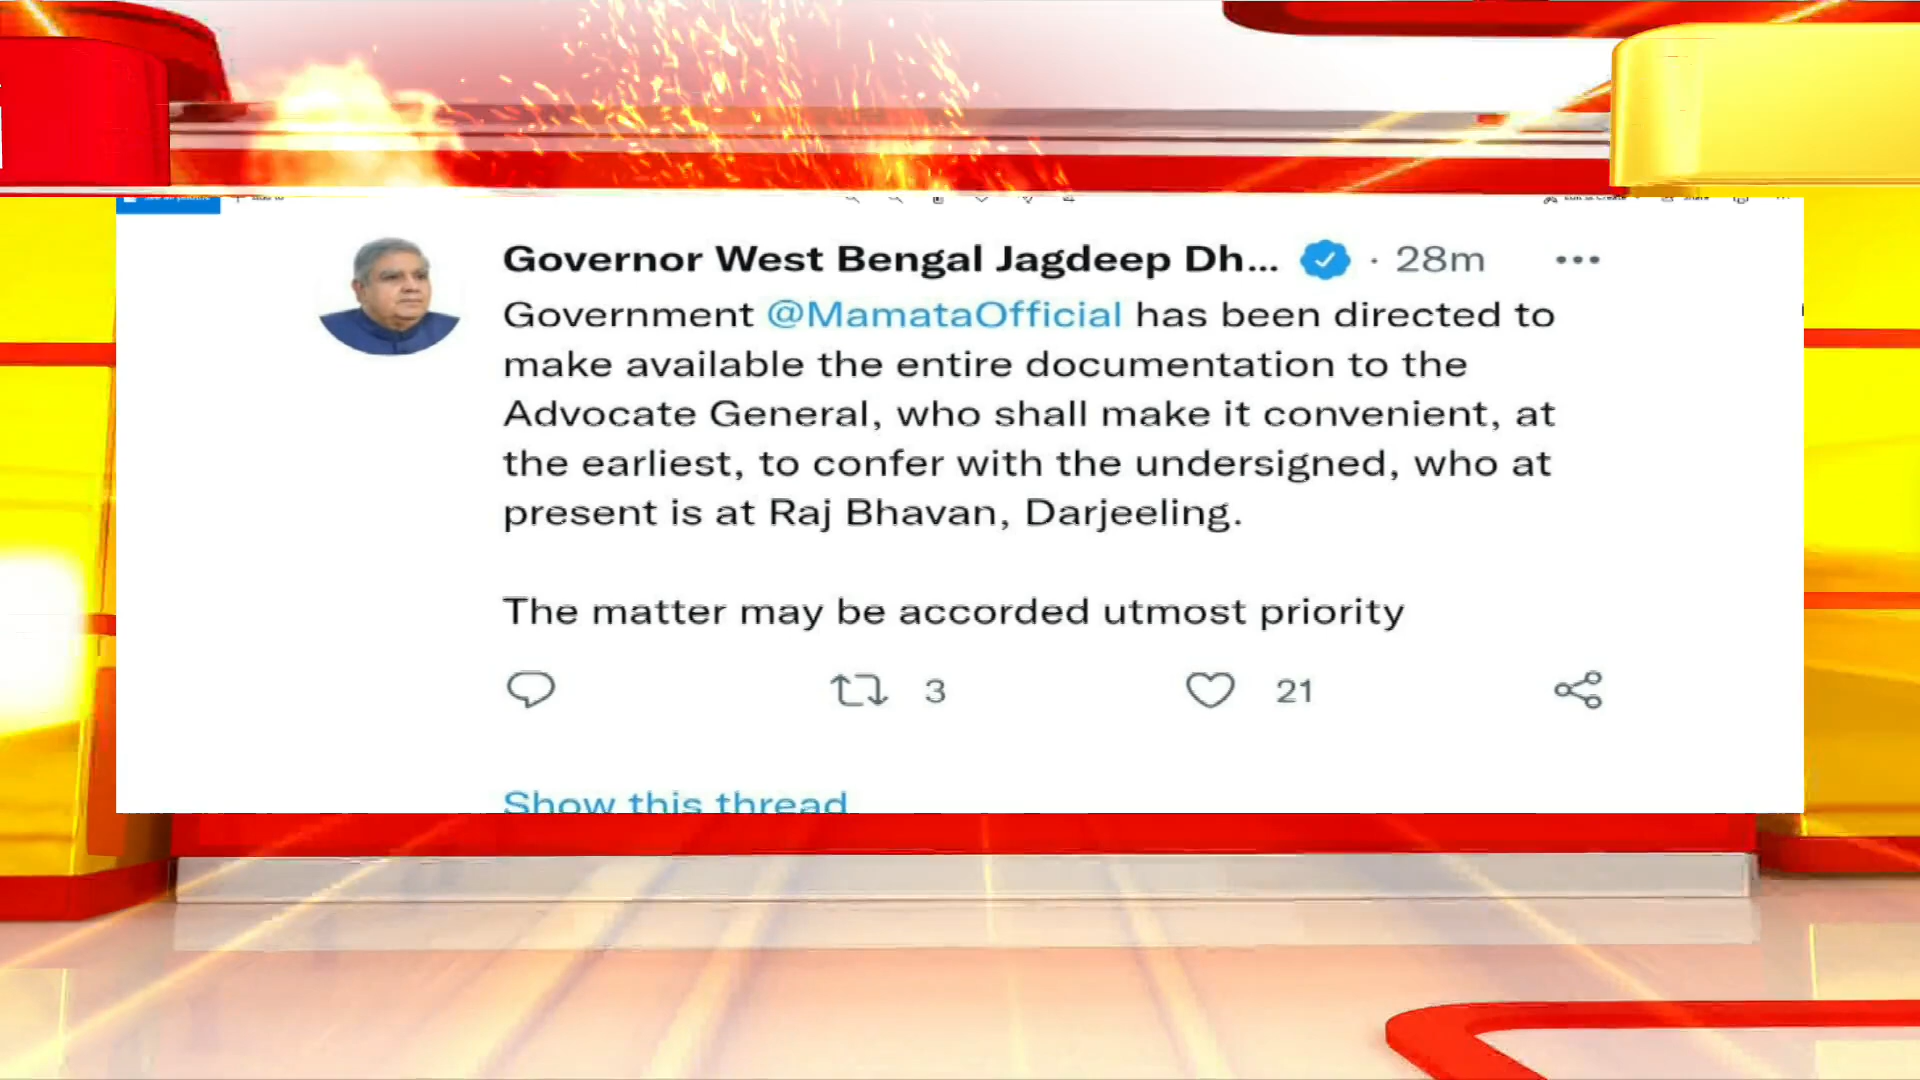 Governor West Bengal Jagdeep Dh... · 28m
Government @MamataOfficial has been directed to
make available the entire documentation to the
Advocate General, who shall make it convenient, at
the earliest, to confer with the undersigned, who at
present is at Raj Bhavan, Darjeeling.
The matter may be accorded utmost priority
3 21
Show this thread